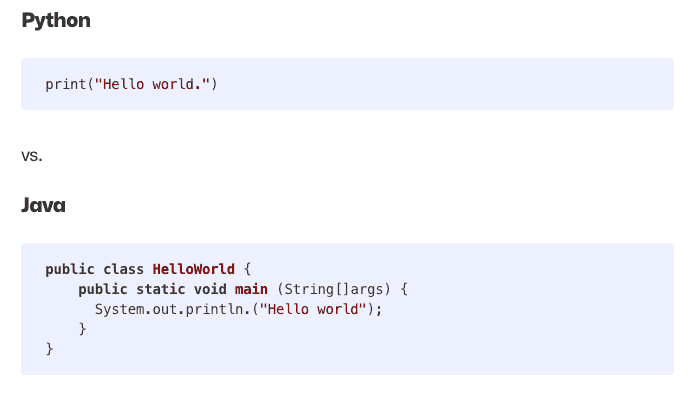 Python
print("Hello world.")
vs.
Java
public class HelloWorld {
    public static void main (String[]args) {
      System.out.println.("Hello world");
    }
}